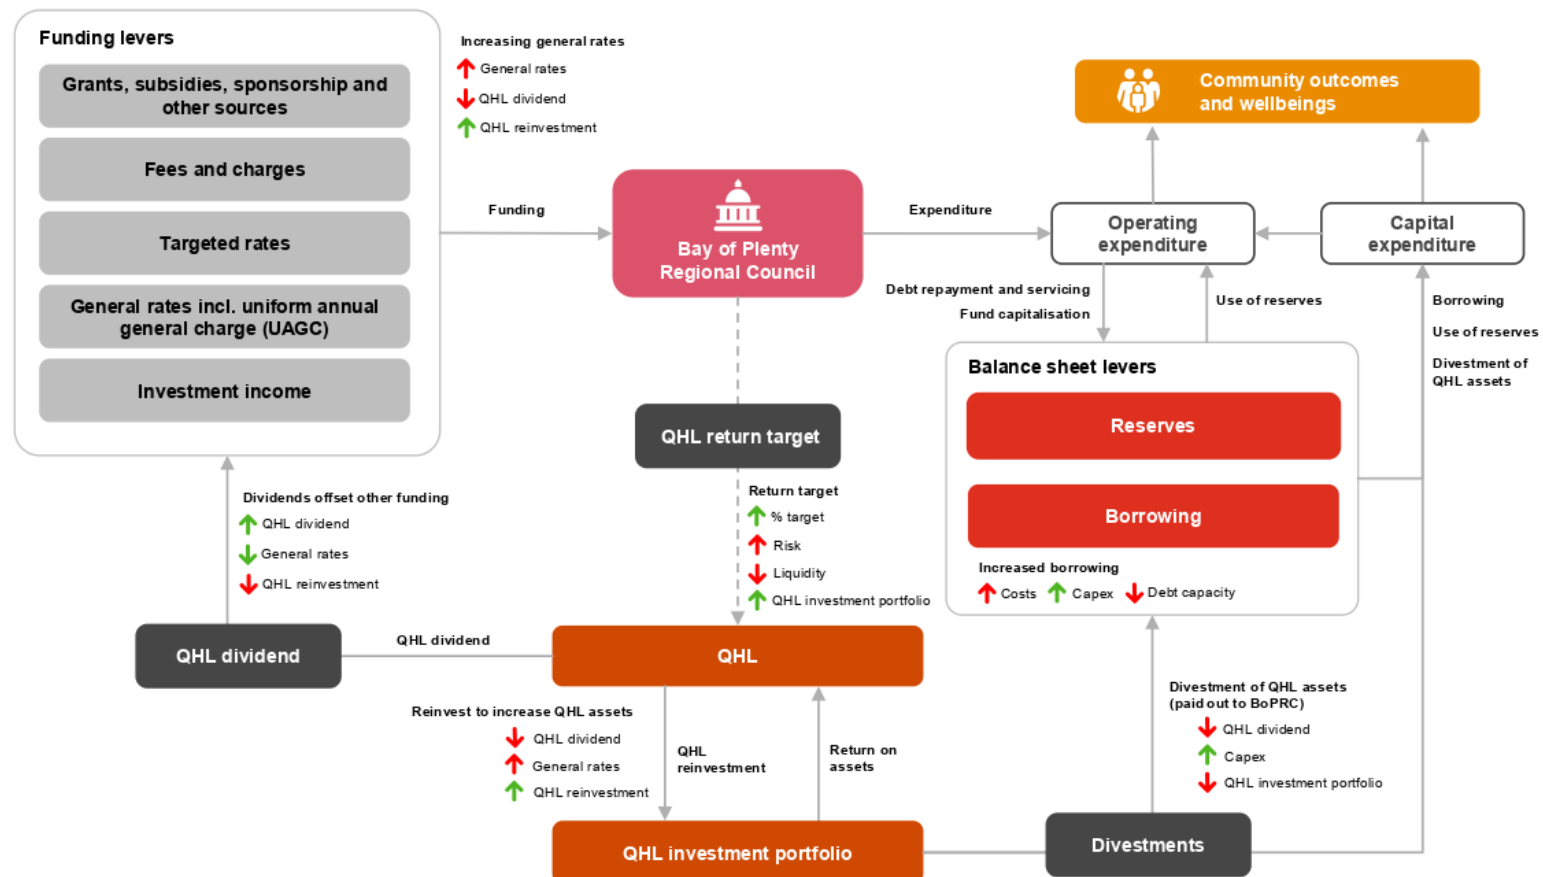 Funding levers
Grants, subsidies, sponsorship and
other sources
Fees and charges
Targeted rates
General rates incl. uniform annual
general charge (UAGC)
Investment income
Increasing general rates
General rates
QHL dividend
QHL reinvestment
Funding
Bay of Plenty
Regional Council
Expenditure
Community outcomes
and wellbeings
Operating
expenditure
Capital
expenditure
Debt repayment and servicing
Fund capitalisation
Use of reserves
Borrowing
Use of reserves
Divestment of
QHL assets
Balance sheet levers
Reserves
Borrowing
Increased borrowing
Costs
Capex
Debt capacity
QHL return target
Return target
% target
Risk
Liquidity
QHL investment portfolio
Dividends offset other funding
QHL dividend
General rates
QHL reinvestment
QHL dividend
QHL dividend
QHL
Reinvest to increase QHL assets
QHL dividend
General rates
QHL reinvestment
QHL
reinvestment
Return on
assets
Divestment of QHL assets
(paid out to BoPRC)
QHL dividend
Capex
QHL investment portfolio
QHL investment portfolio
Divestments